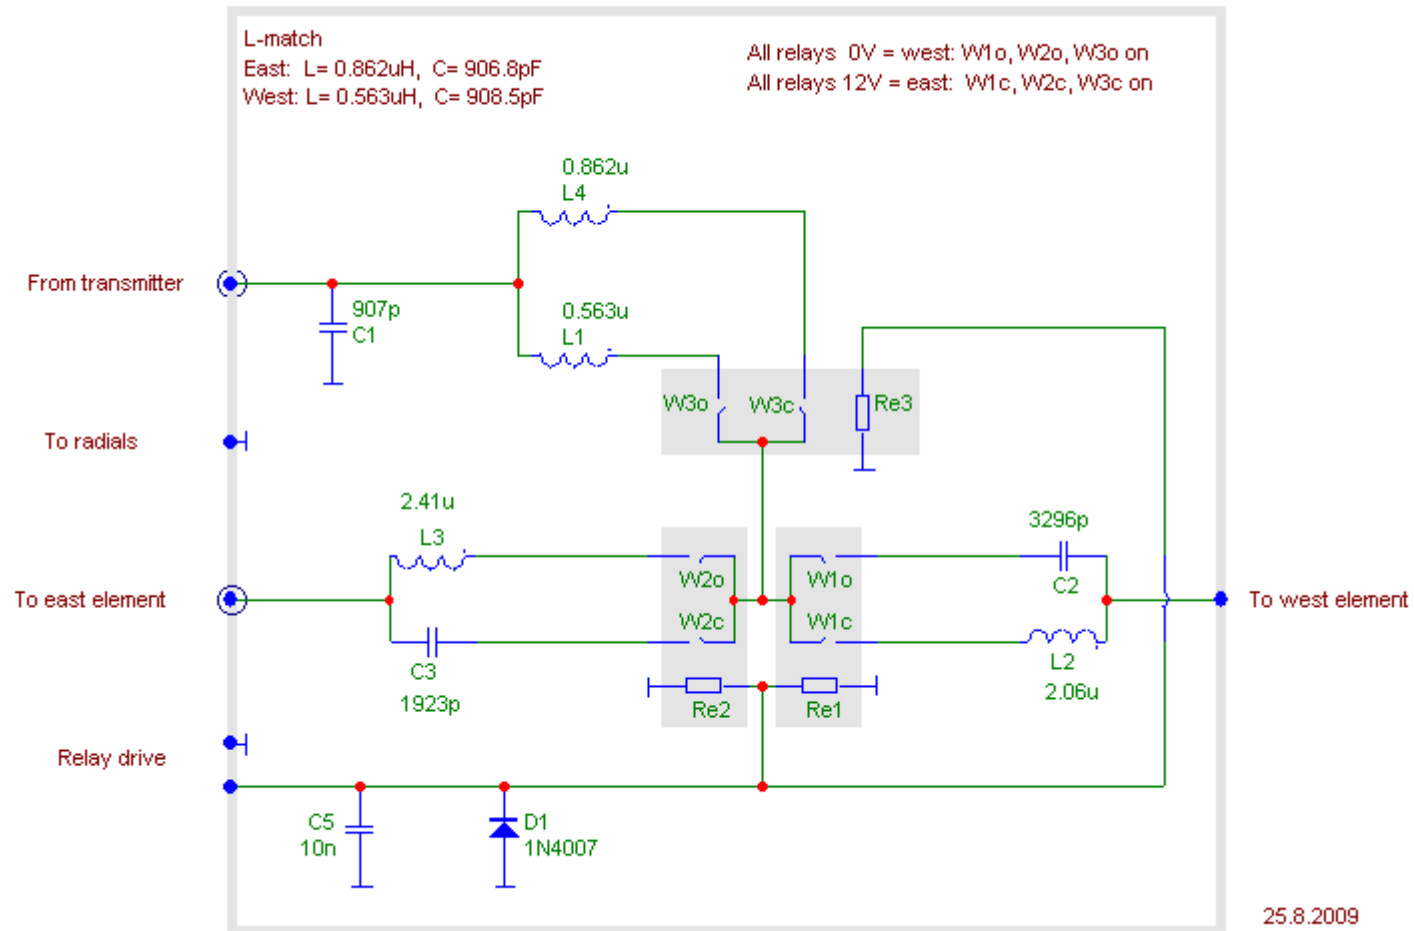 L-match
East: L= 0.862uH, C= 906.8pF
West: L= 0.563uH, C= 908.5pF
All relays 0V = west: W1o, W2o, W3o on
All relays 12V = east: W1c, W2c, W3c on
0.862u
L4
From transmitter
907p
C1
0.563u
L1
W3o
W3c
Re3
To radials
2.41u
L3
3296p
C2
W2o
W1o
To east element
To west element
W2c
W1c
C3
1923p
L2
2.06u
Re2
Re1
Relay drive
C5
10n
D1
1N4007
25.8.2009